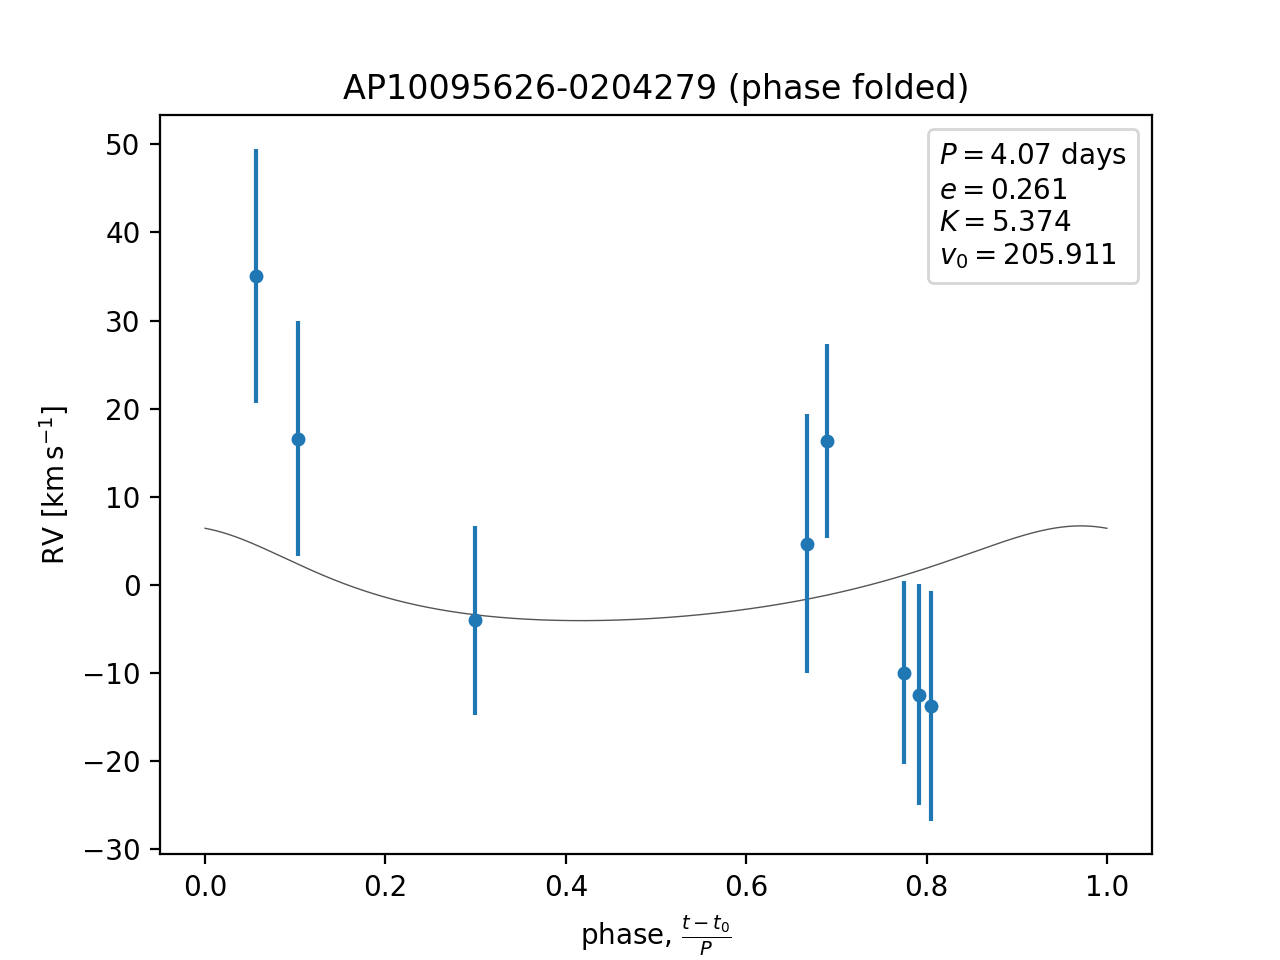 AP10095626-0204279 (phase folded)
P = 4.07 days
e = 0.261
K = 5.374
v₀ = 205.911
RV [km s⁻¹]
50
40
30
20
10
0
−10
−20
−30
0.0 0.2 0.4 0.6 0.8 1.0
phase, (t − t₀)/P